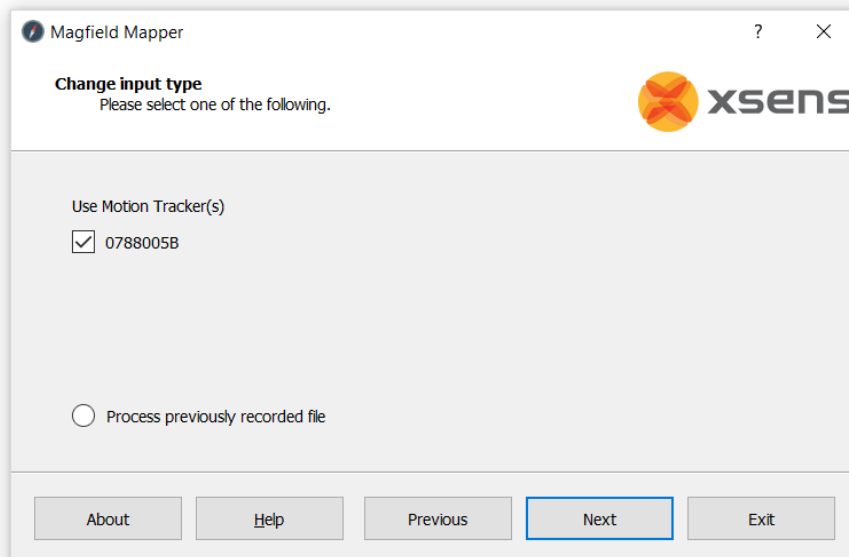 Magfield Mapper
?
Change input type
Please select one of the following.
xsens
Use Motion Tracker(s)
0788005B
Process previously recorded file
About
Help
Previous
Next
Exit